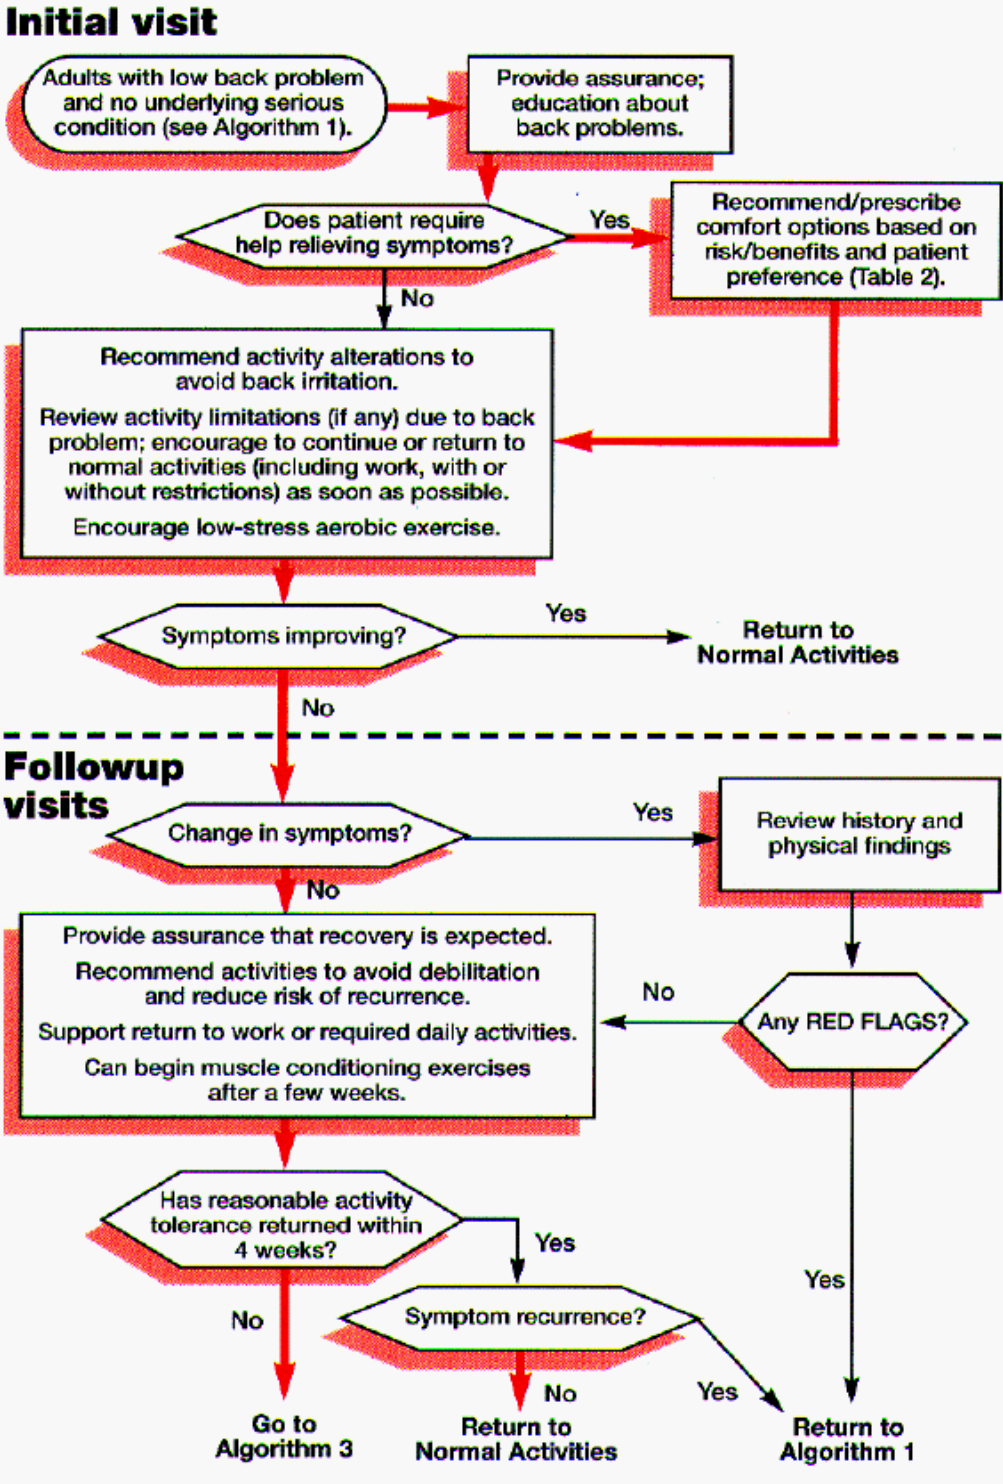 Initial visit
Adults with low back problem
and no underlying serious
condition (see Algorithm 1).
Provide assurance;
education about
back problems.
Does patient require
help relieving symptoms?
Yes
Recommend/prescribe
comfort options based on
risk/benefits and patient
preference (Table 2).
No
Recommend activity alterations to
avoid back irritation.
Review activity limitations (if any) due to back
problem; encourage to continue or return to
normal activities (including work, with or
without restrictions) as soon as possible.
Encourage low-stress aerobic exercise.
Symptoms improving?
Yes
Return to
Normal Activities
No
Followup
visits
Change in symptoms?
Yes
Review history and
physical findings
No
Provide assurance that recovery is expected.
Recommend activities to avoid debilitation
and reduce risk of recurrence.
Support return to work or required daily activities.
Can begin muscle conditioning exercises
after a few weeks.
No
Any RED FLAGS?
Has reasonable activity
tolerance returned within
4 weeks?
Yes
Yes
No
Symptom recurrence?
No
Yes
Go to
Algorithm 3
Return to
Normal Activities
Return to
Algorithm 1